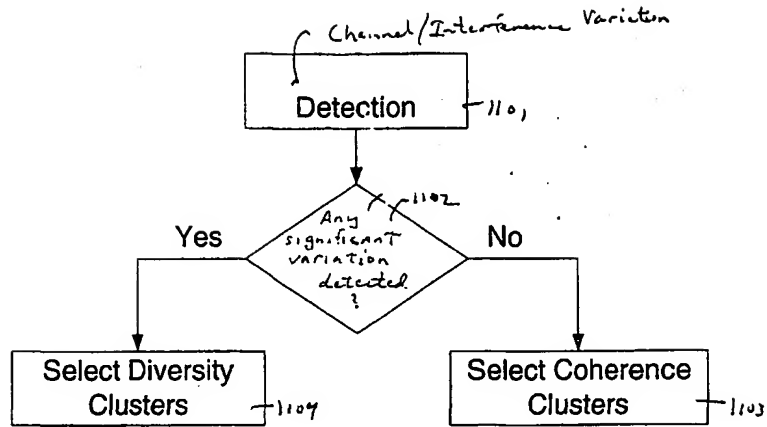 Channel/Interference Variation
Detection
1101
1102
Any
significant
variation
detected
?
Yes
No
Select Diversity
Clusters
1104
Select Coherence
Clusters
1103